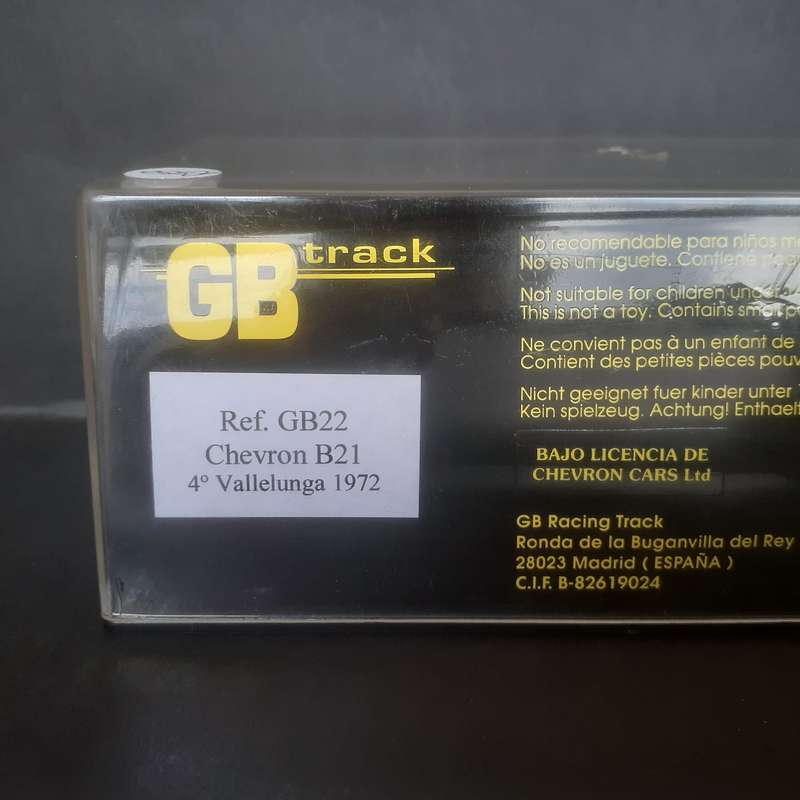 GB track
Ref. GB22
Chevron B21
4° Vallelunga 1972
No recomendable para niños
No es un juguete. Contiene
Not suitable for children under
This is not a toy. Contains
Ne convient pas à un enfant de
Contient des petites pièces
Nicht geeignet fuer kinder unter
Kein spielzeug. Achtung!
BAJO LICENCIA DE
CHEVRON CARS Ltd
GB Racing Track
Ronda de la Buganvilla del Rey
28023 Madrid ( ESPAÑA )
C.I.F. B-82619024